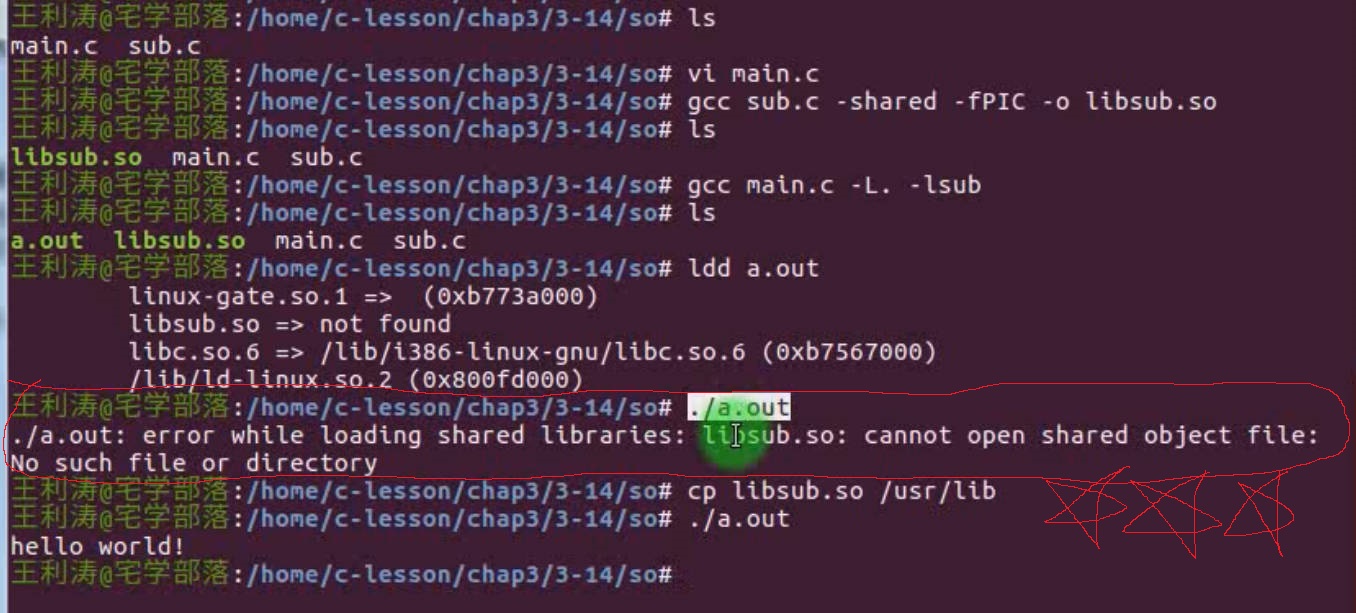 王利涛@宅学部落:/home/c-lesson/chap3/3-14/so# ls
main.c  sub.c
王利涛@宅学部落:/home/c-lesson/chap3/3-14/so# vi main.c
王利涛@宅学部落:/home/c-lesson/chap3/3-14/so# gcc sub.c -shared -fPIC -o libsub.so
王利涛@宅学部落:/home/c-lesson/chap3/3-14/so# ls
libsub.so  main.c  sub.c
王利涛@宅学部落:/home/c-lesson/chap3/3-14/so# gcc main.c -L. -lsub
王利涛@宅学部落:/home/c-lesson/chap3/3-14/so# ls
a.out  libsub.so  main.c  sub.c
王利涛@宅学部落:/home/c-lesson/chap3/3-14/so# ldd a.out
linux-gate.so.1 =>  (0xb773a000)
libsub.so => not found
libc.so.6 => /lib/i386-linux-gnu/libc.so.6 (0xb7567000)
/lib/ld-linux.so.2 (0x800fd000)
王利涛@宅学部落:/home/c-lesson/chap3/3-14/so# ./a.out
./a.out: error while loading shared libraries: libsub.so: cannot open shared object file:
No such file or directory
王利涛@宅学部落:/home/c-lesson/chap3/3-14/so# cp libsub.so /usr/lib
王利涛@宅学部落:/home/c-lesson/chap3/3-14/so# ./a.out
hello world!
王利涛@宅学部落:/home/c-lesson/chap3/3-14/so#